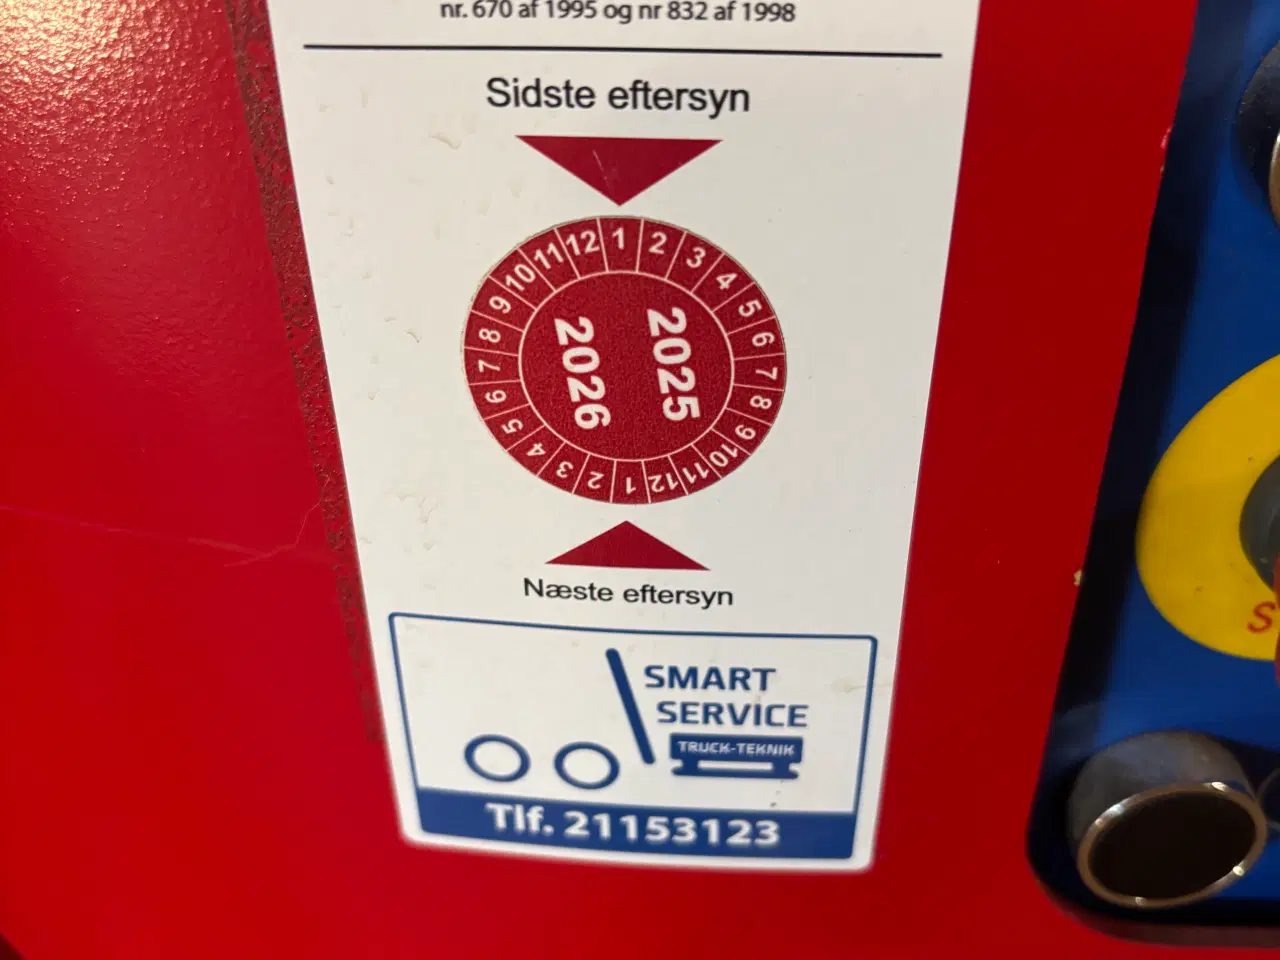 nr. 670 af 1995 og nr 832 af 1998
Sidste eftersyn
1 2 3 4 5 6 7 8 9 10 11 12
1 2 3 4 5 6 7 8 9 10 11 12
2025
2026
Næste eftersyn
SMART
SERVICE
TRUCK-TEKNIK
Tlf. 21153123
S